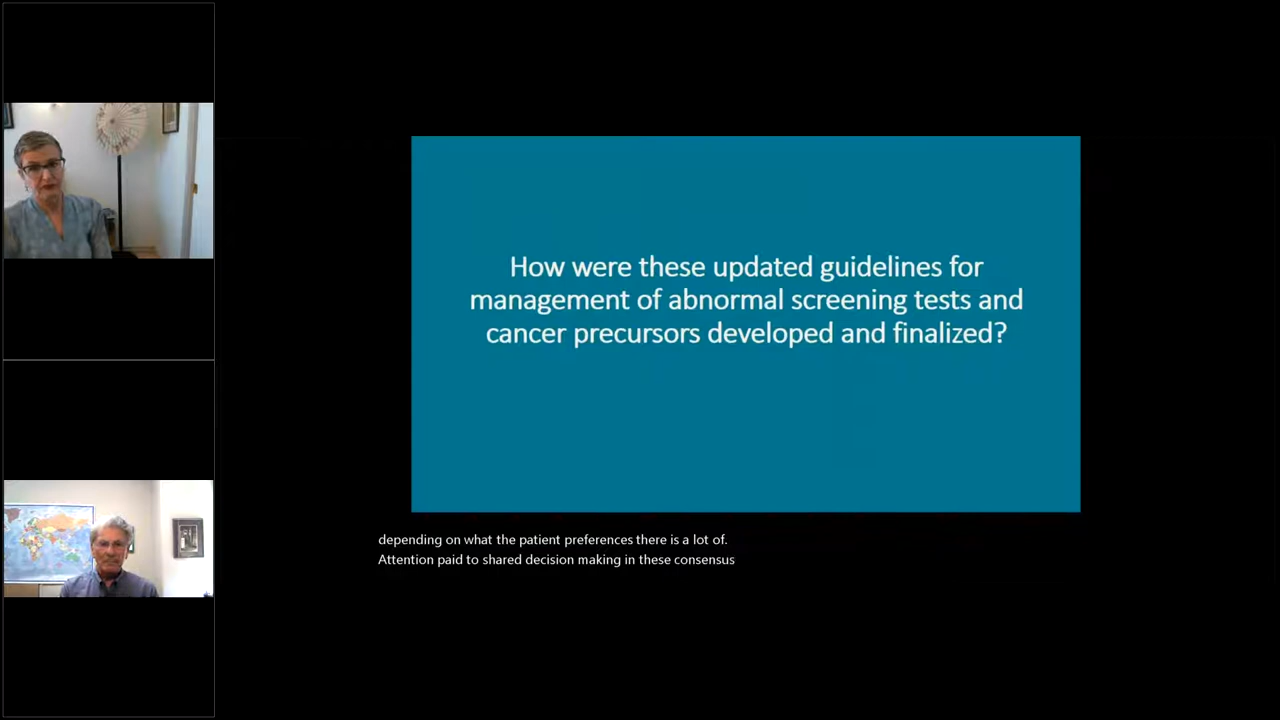 How were these updated guidelines for
management of abnormal screening tests and
cancer precursors developed and finalized?
depending on what the patient preferences there is a lot of.
Attention paid to shared decision making in these consensus